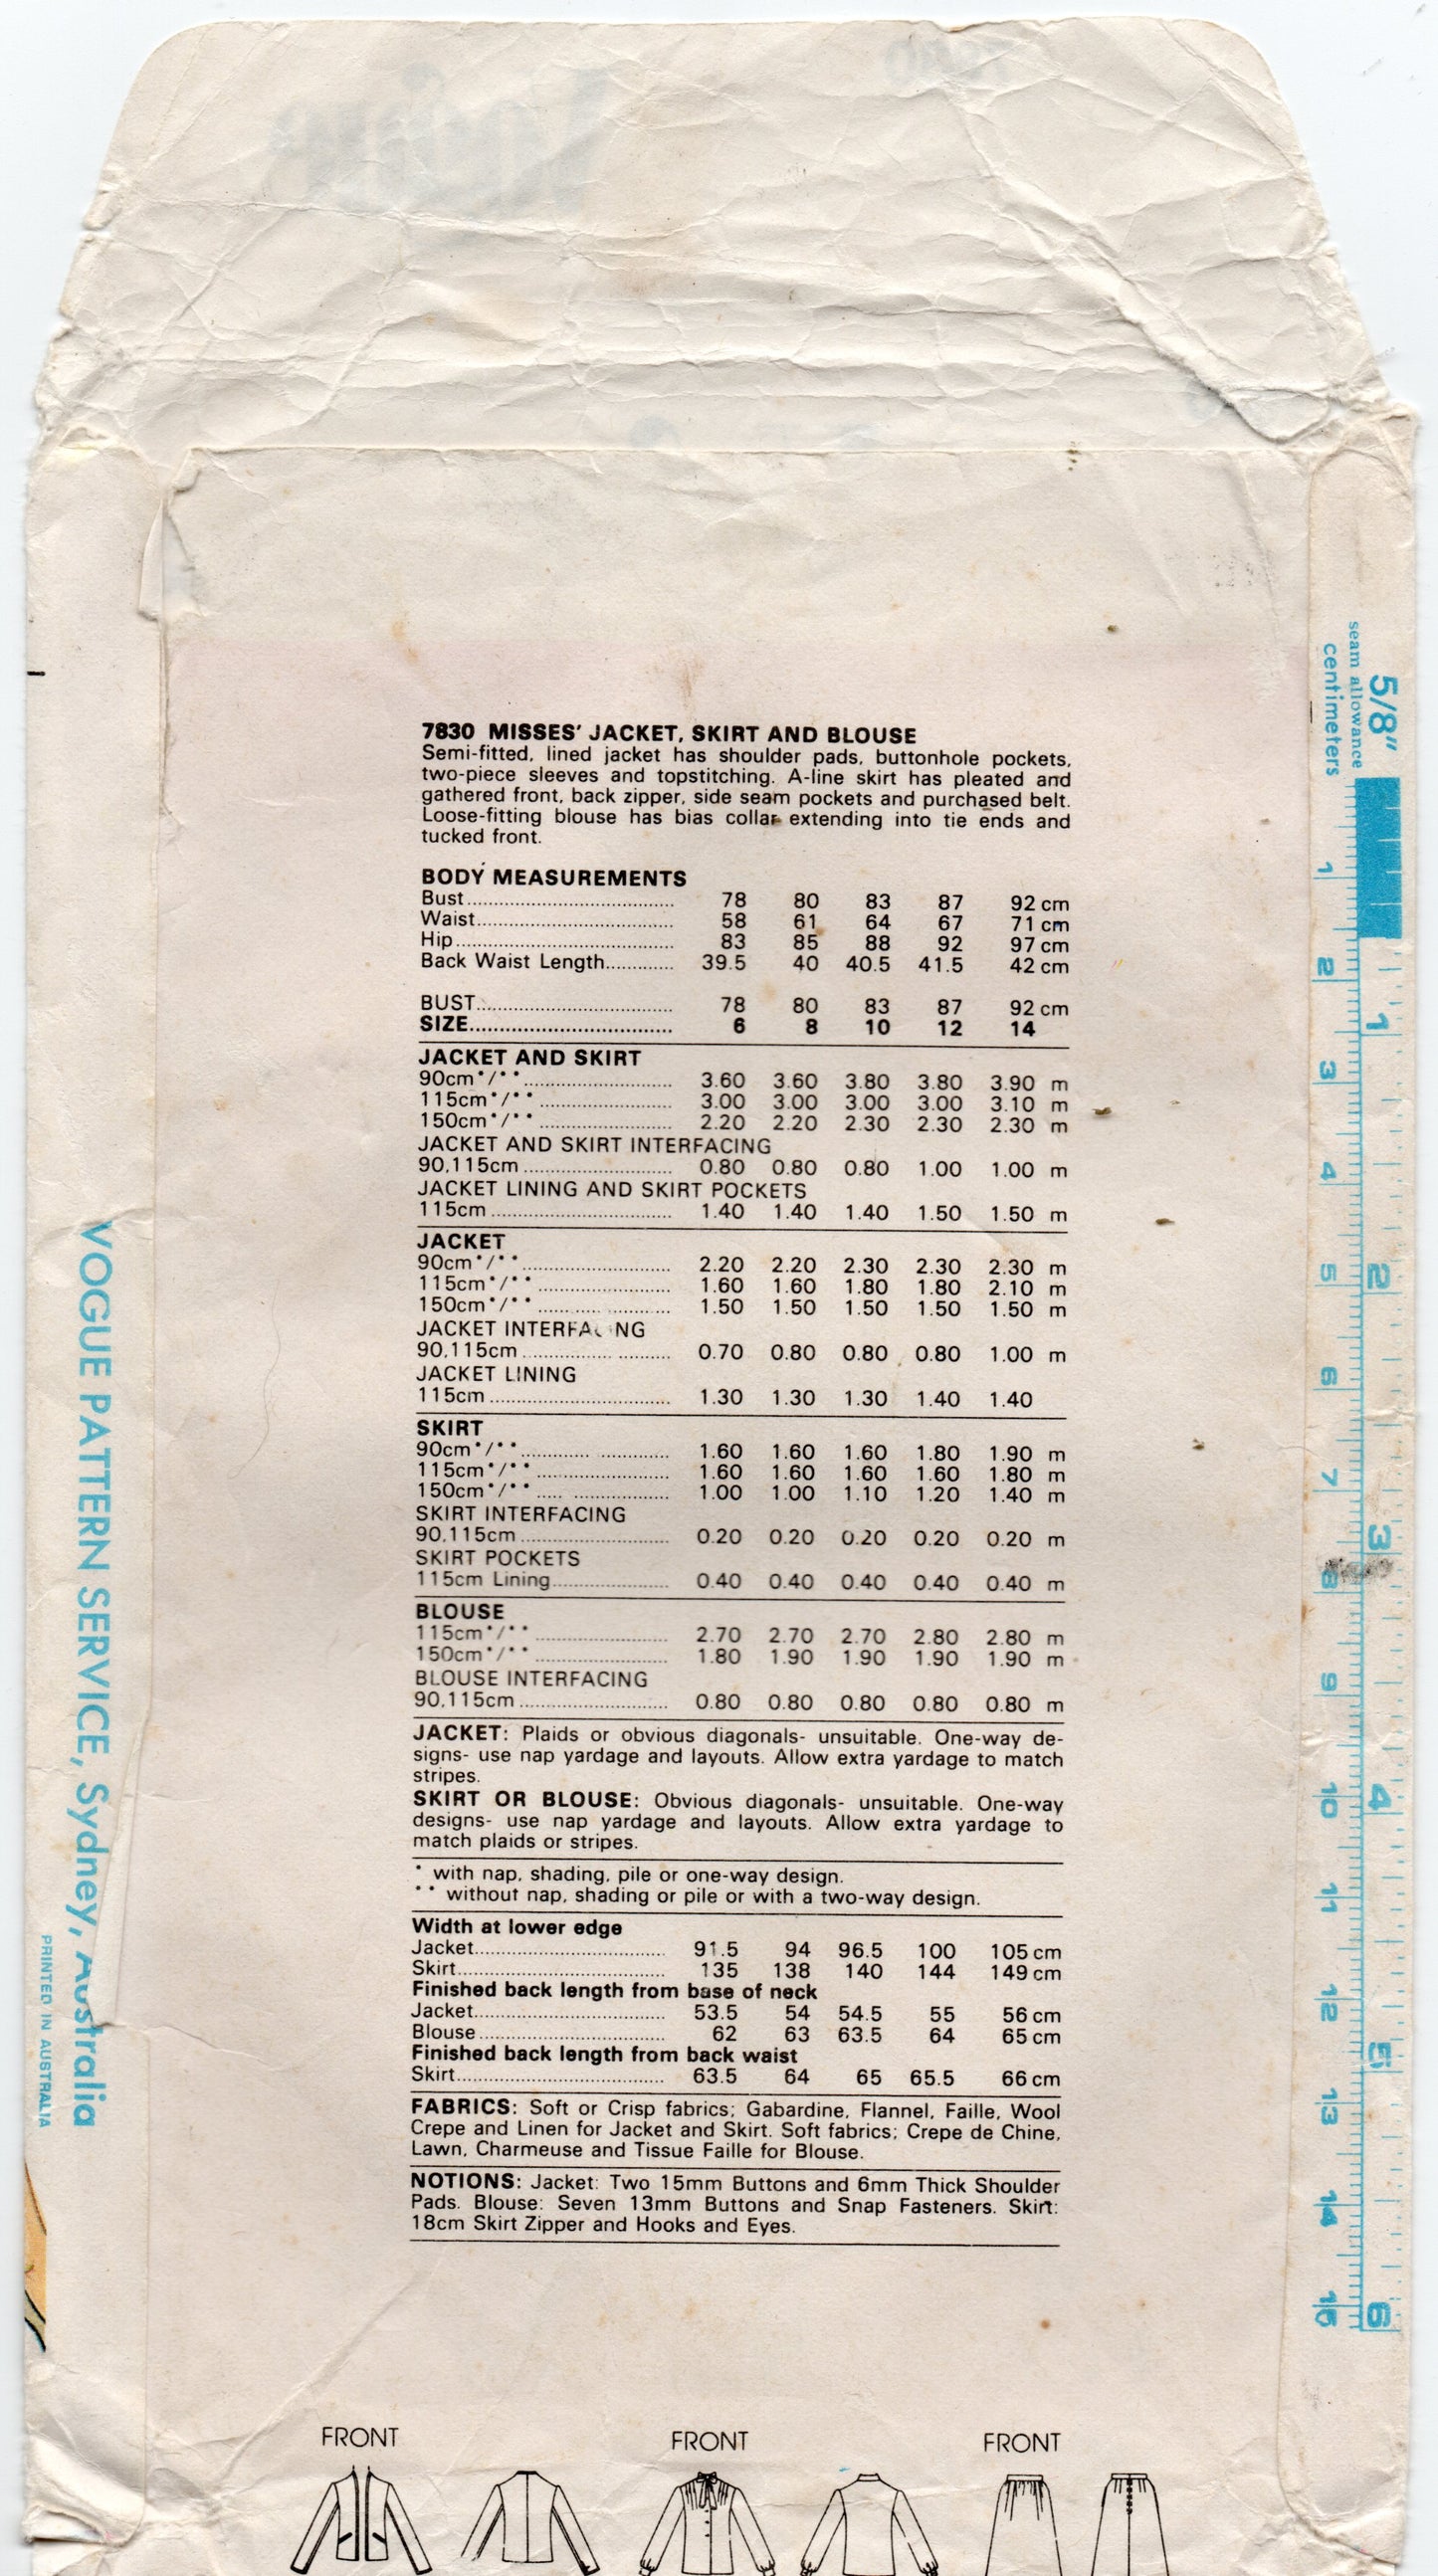 7830 MISSES' JACKET, SKIRT AND BLOUSE
Semi-fitted, lined jacket has shoulder pads, buttonhole pockets,
two-piece sleeves and topstitching. A-line skirt has pleated and
gathered front, back zipper, side seam pockets and purchased belt.
Loose-fitting blouse has bias collar extending into tie ends and
tucked front.
BODY MEASUREMENTS
Bust 78 80 83 87 92 cm
Waist 58 61 64 67 71 cm
Hip 83 85 88 92 97 cm
Back Waist Length 39.5 40 40.5 41.5 42 cm
BUST 78 80 83 87 92 cm
SIZE 6 8 10 12 14
JACKET AND SKIRT
90cm*/** 3.60 3.60 3.80 3.80 3.90 m
115cm*/** 3.00 3.00 3.00 3.00 3.10 m
150cm*/** 2.20 2.20 2.30 2.30 2.30 m
JACKET AND SKIRT INTERFACING
90,115cm 0.80 0.80 0.80 1.00 1.00 m
JACKET LINING AND SKIRT POCKETS
115cm 1.40 1.40 1.40 1.50 1.50 m
JACKET
90cm*/** 2.20 2.20 2.30 2.30 2.30 m
115cm*/** 1.60 1.60 1.80 1.80 2.10 m
150cm*/** 1.50 1.50 1.50 1.50 1.50 m
JACKET INTERFACING
90,115cm 0.70 0.80 0.80 0.80 1.00 m
JACKET LINING
115cm 1.30 1.30 1.30 1.40 1.40
SKIRT
90cm*/** 1.60 1.60 1.60 1.80 1.90 m
115cm*/** 1.60 1.60 1.60 1.60 1.80 m
150cm*/** 1.00 1.00 1.10 1.20 1.40 m
SKIRT INTERFACING
90,115cm 0.20 0.20 0.20 0.20 0.20 m
SKIRT POCKETS
115cm Lining 0.40 0.40 0.40 0.40 0.40 m
BLOUSE
115cm*/** 2.70 2.70 2.70 2.80 2.80 m
150cm*/** 1.80 1.90 1.90 1.90 1.90 m
BLOUSE INTERFACING
90,115cm 0.80 0.80 0.80 0.80 0.80 m
JACKET: Plaids or obvious diagonals- unsuitable. One-way de-
signs- use nap yardage and layouts. Allow extra yardage to match
stripes.
SKIRT OR BLOUSE: Obvious diagonals- unsuitable. One-way
designs- use nap yardage and layouts. Allow extra yardage to
match plaids or stripes.
* with nap, shading, pile or one-way design.
** without nap, shading or pile or with a two-way design.
Width at lower edge
Jacket 91.5 94 96.5 100 105 cm
Skirt 135 138 140 144 149 cm
Finished back length from base of neck
Jacket 53.5 54 54.5 55 56 cm
Blouse 62 63 63.5 64 65 cm
Finished back length from back waist
Skirt 63.5 64 65 65.5 66 cm
FABRICS: Soft or Crisp fabrics; Gabardine, Flannel, Faille, Wool
Crepe and Linen for Jacket and Skirt. Soft fabrics; Crepe de Chine,
Lawn, Charmeuse and Tissue Faille for Blouse.
NOTIONS: Jacket: Two 15mm Buttons and 6mm Thick Shoulder
Pads. Blouse: Seven 13mm Buttons and Snap Fasteners. Skirt:
18cm Skirt Zipper and Hooks and Eyes.
FRONT FRONT FRONT
VOGUE PATTERN SERVICE, Sydney, Australia
PRINTED IN AUSTRALIA
5/8"
seam allowance
centimeters
1 2 3 4 5 6 7 8 9 10 11 12 13 14 15
1 2 3 4 5 6